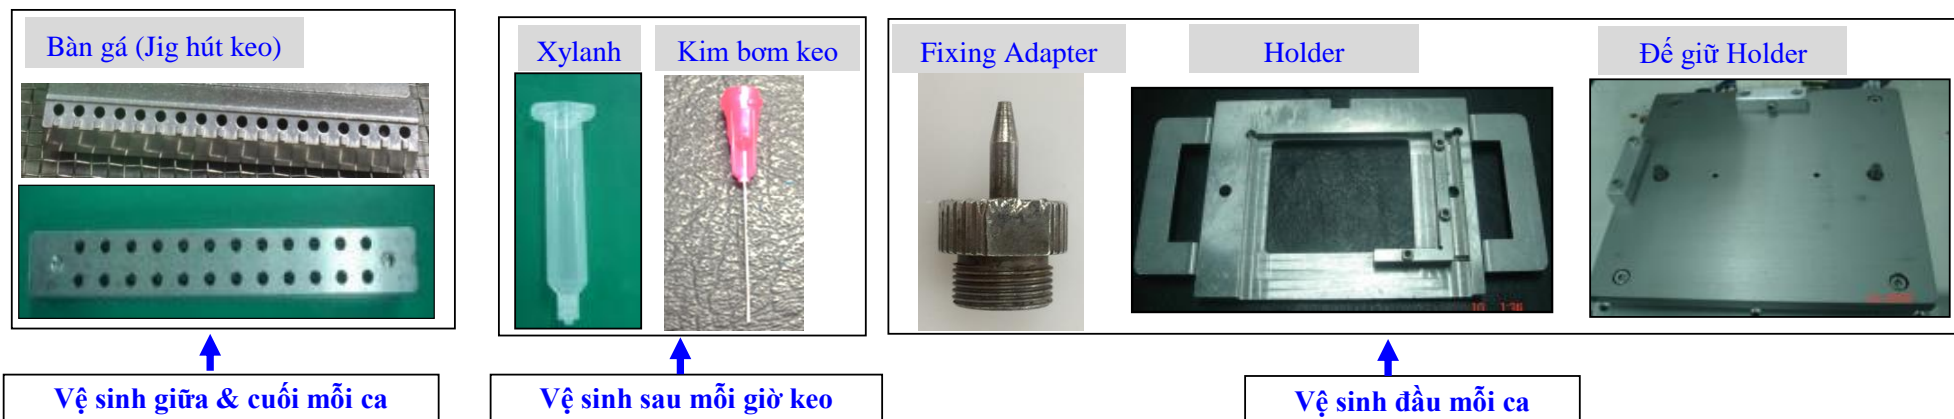 Bàn gá (Jig hút keo)
Xylanh
Kim bơm keo
Fixing Adapter
Holder
Đế giữ Holder
Vệ sinh giữa & cuối mỗi ca
Vệ sinh sau mỗi giờ keo
Vệ sinh đầu mỗi ca